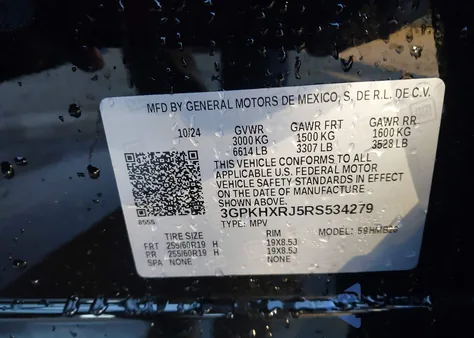 MFD BY GENERAL MOTORS DE MEXICO, S, DE R.L. DE C.V.
10/24 GVWR GAWR FRT GAWR RR
3000 KG 1500 KG 1600 KG
6614 LB 3307 LB 3528 LB
THIS VEHICLE CONFORMS TO ALL
APPLICABLE U.S. FEDERAL MOTOR
VEHICLE SAFETY STANDARDS IN EFFECT
ON THE DATE OF MANUFACTURE
SHOWN ABOVE.
3GPKHXRJ5RS534279
8555 TYPE: MPV MODEL:
TIRE SIZE RIM
FRT 255/60R19 H 19X8.5J
RR 255/60R19 H 19X8.5J
SPA NONE NONE